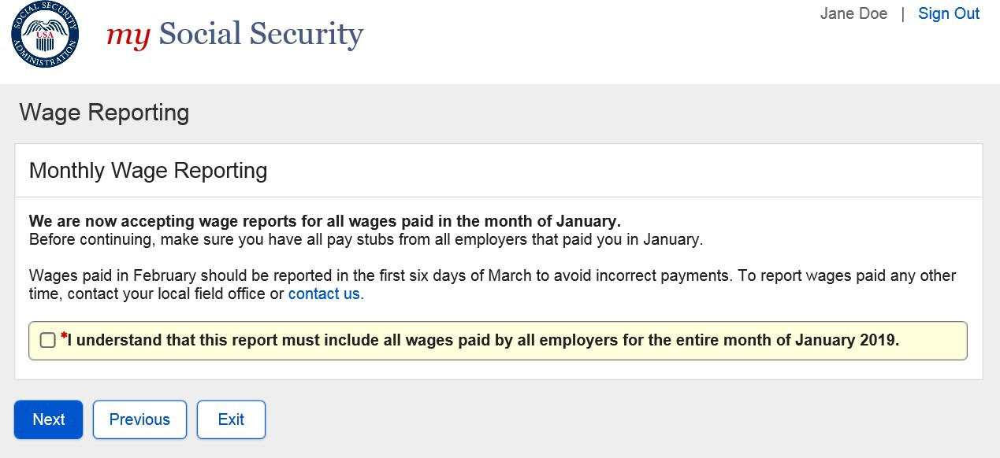 SOCIAL SECURITY
USA
ADMINISTRATION
my Social Security
Jane Doe | Sign Out
Wage Reporting
Monthly Wage Reporting
We are now accepting wage reports for all wages paid in the month of January.
Before continuing, make sure you have all pay stubs from all employers that paid you in January.
Wages paid in February should be reported in the first six days of March to avoid incorrect payments. To report wages paid any other
time, contact your local field office or contact us.
*I understand that this report must include all wages paid by all employers for the entire month of January 2019.
Next Previous Exit